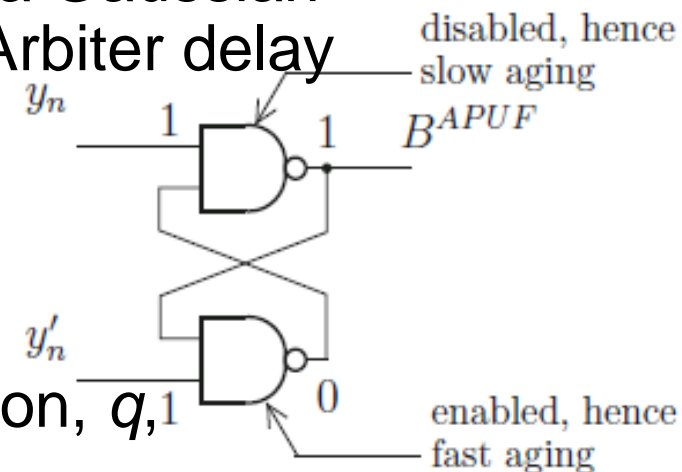 Arbiter delay
disabled, hence
slow aging
y_n
1
1
B^{APUF}
y'_n
on, q,
1
0
enabled, hence
fast aging